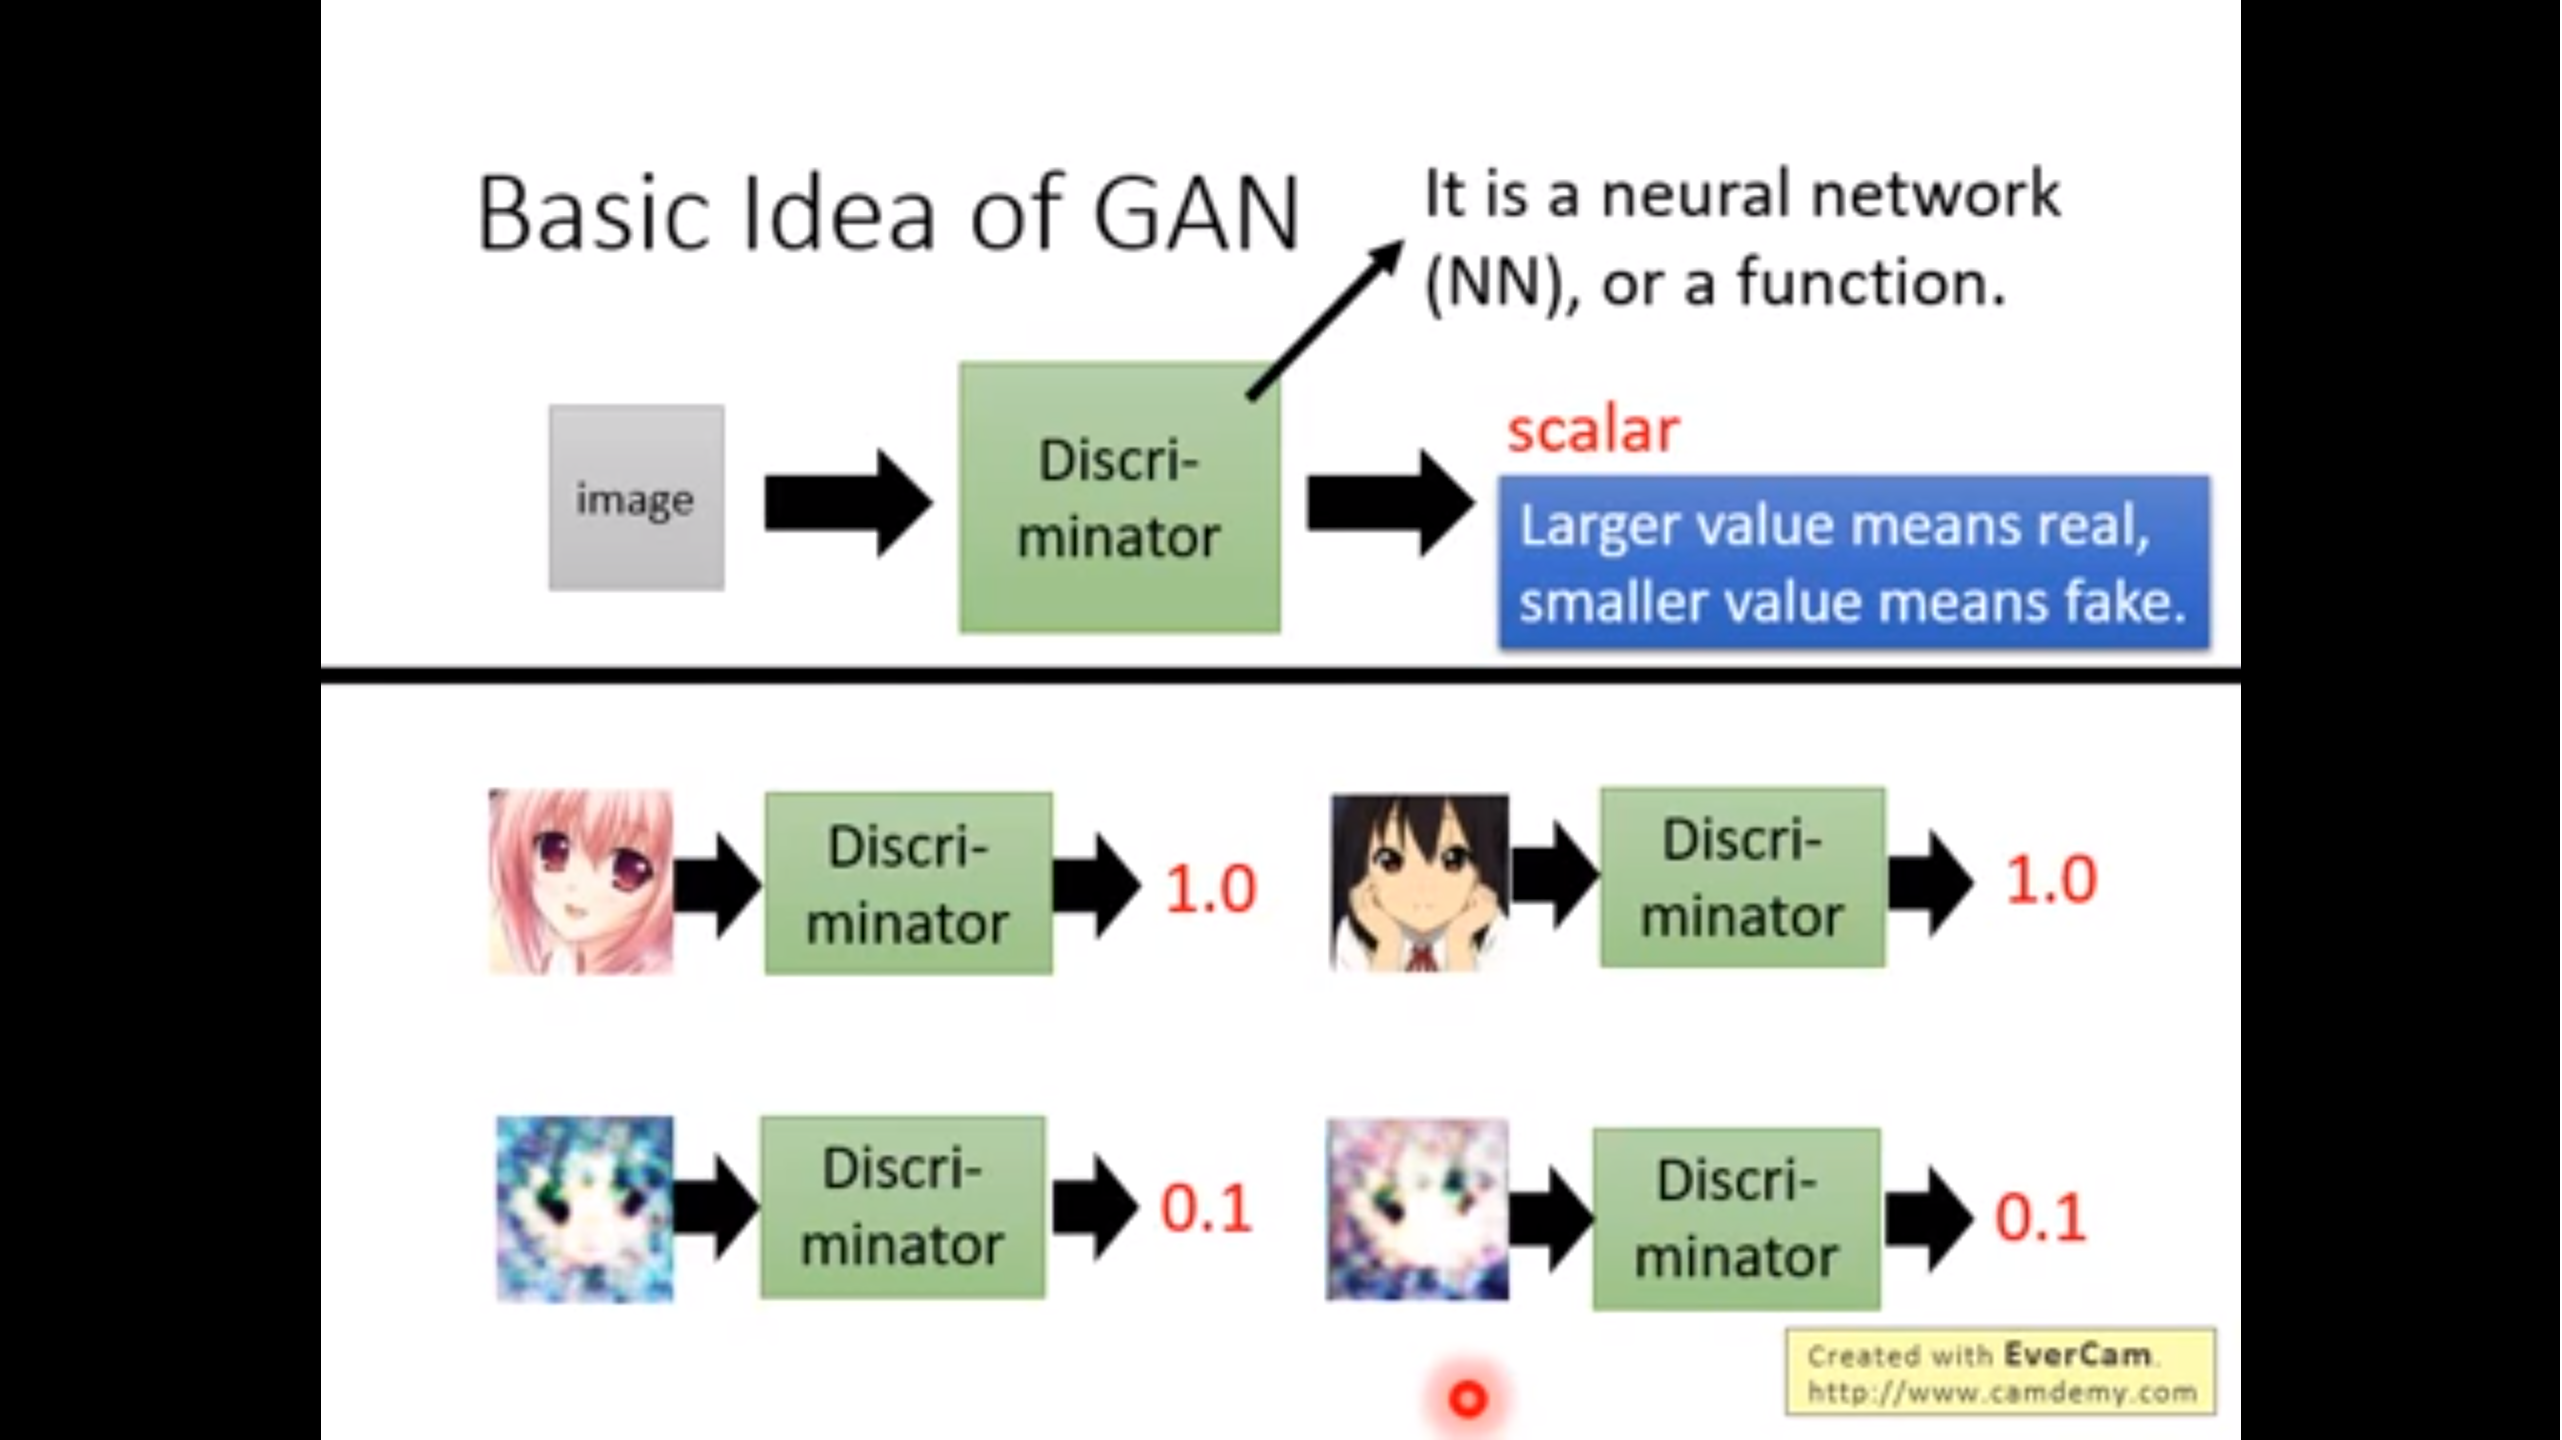 Basic Idea of GAN
It is a neural network
(NN), or a function.
image
Discri-
minator
scalar
Larger value means real,
smaller value means fake.
Discri-
minator
1.0
Discri-
minator
1.0
Discri-
minator
0.1
Discri-
minator
0.1
Created with EverCam.
http://www.camdemy.com